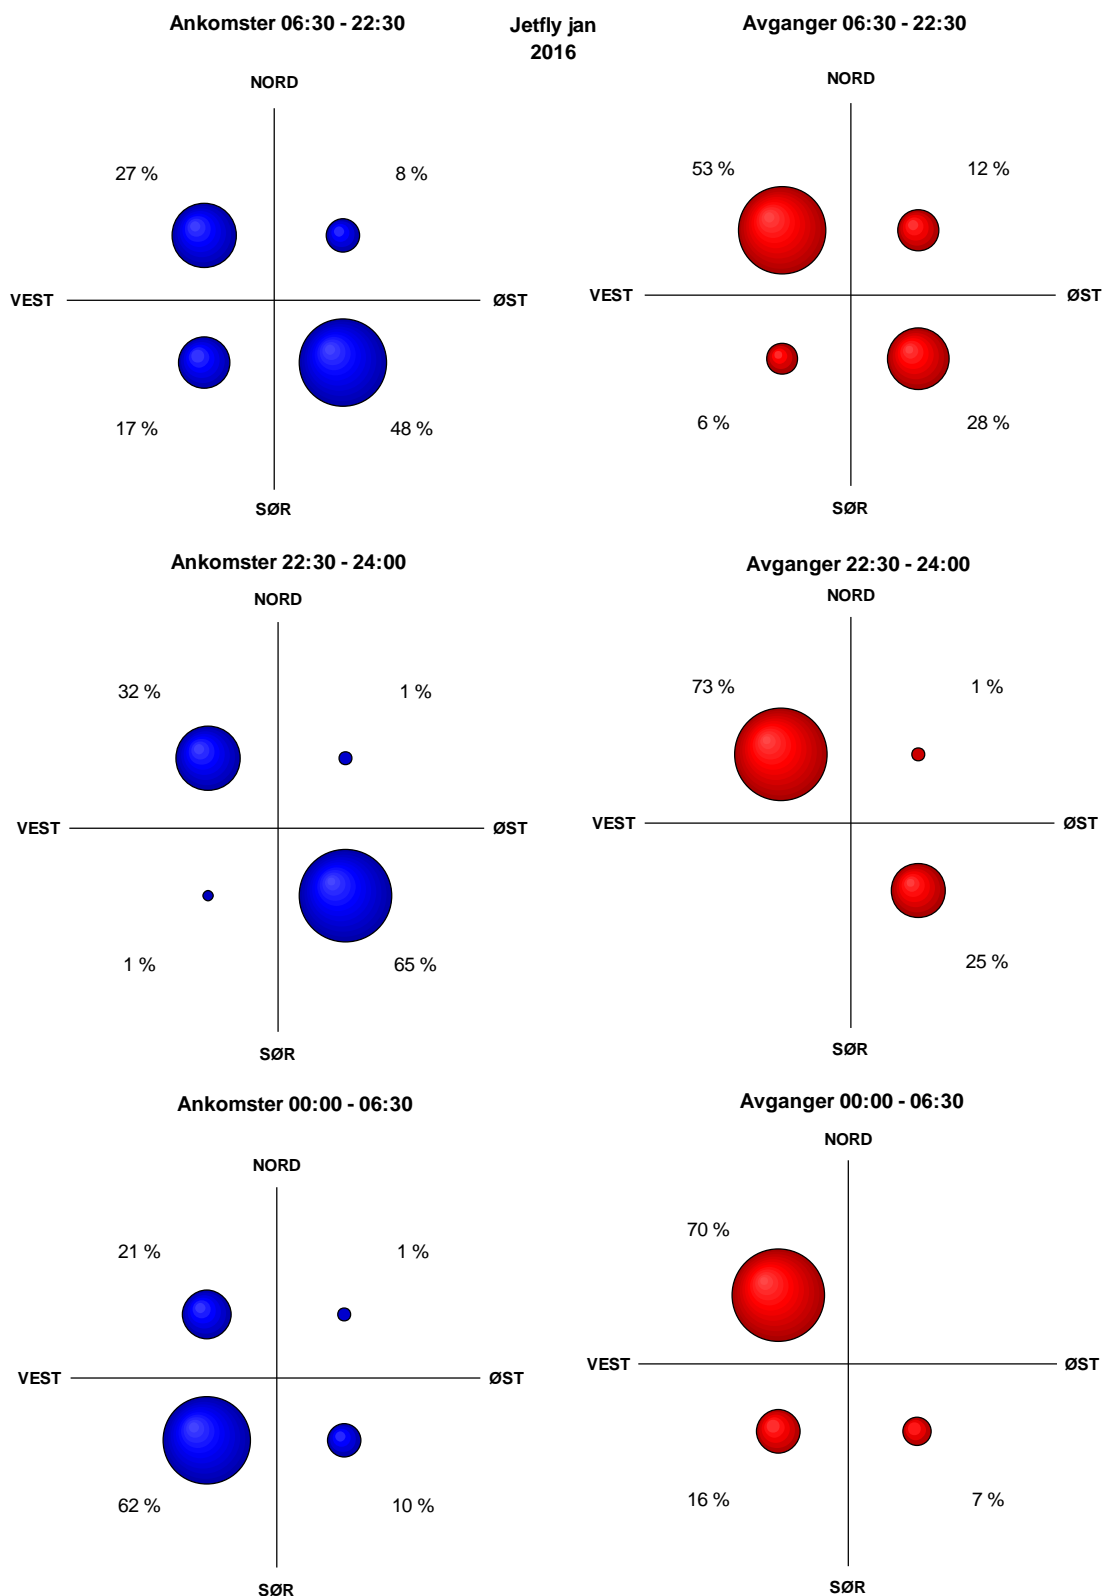 Ankomster 06:30 - 22:30
Jetfly jan
2016
Avganger 06:30 - 22:30
NORD
27 %
8 %
VEST
ØST
17 %
48 %
SØR
NORD
53 %
12 %
VEST
ØST
6 %
28 %
SØR
Ankomster 22:30 - 24:00
NORD
32 %
1 %
VEST
ØST
1 %
65 %
SØR
Avganger 22:30 - 24:00
NORD
73 %
1 %
VEST
ØST
25 %
SØR
Ankomster 00:00 - 06:30
NORD
21 %
1 %
VEST
ØST
62 %
10 %
SØR
Avganger 00:00 - 06:30
NORD
70 %
VEST
ØST
16 %
7 %
SØR